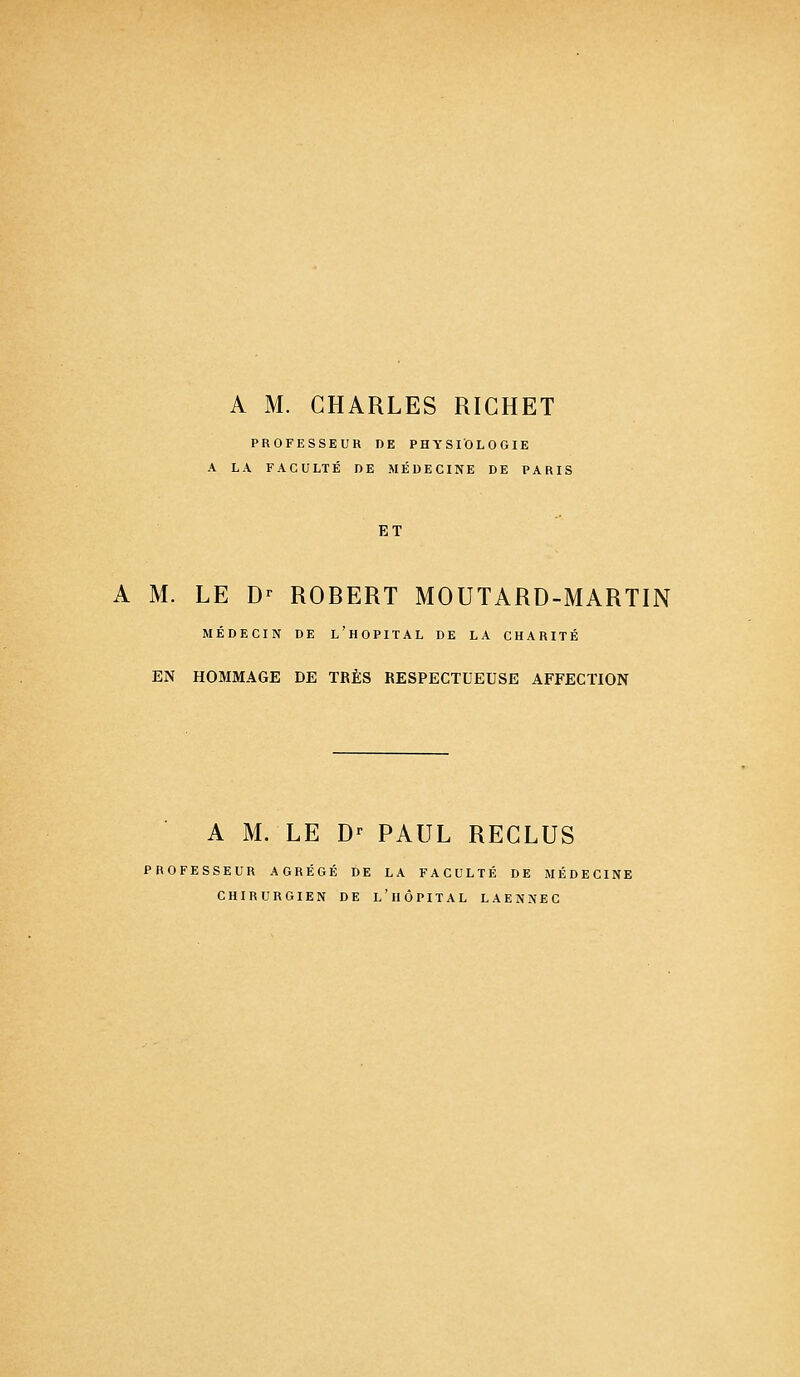 A M. CHARLES RICHET
PROFESSEUR DE PHYSIOLOGIE
A LA FACULTÉ DE MÉDECINE DE PARIS
ET
A M. LE Dr ROBERT MOUTARD-MARTIN
MÉDECIN DE L'HOPITAL DE LA CHARITÉ
EN HOMMAGE DE TRÈS RESPECTUEUSE AFFECTION
A M. LE Dr PAUL RECLUS
PROFESSEUR AGRÉGÉ DE LA FACULTÉ DE MÉDECINE
CHIRURGIEN DE L'HÔPITAL LAENNEC